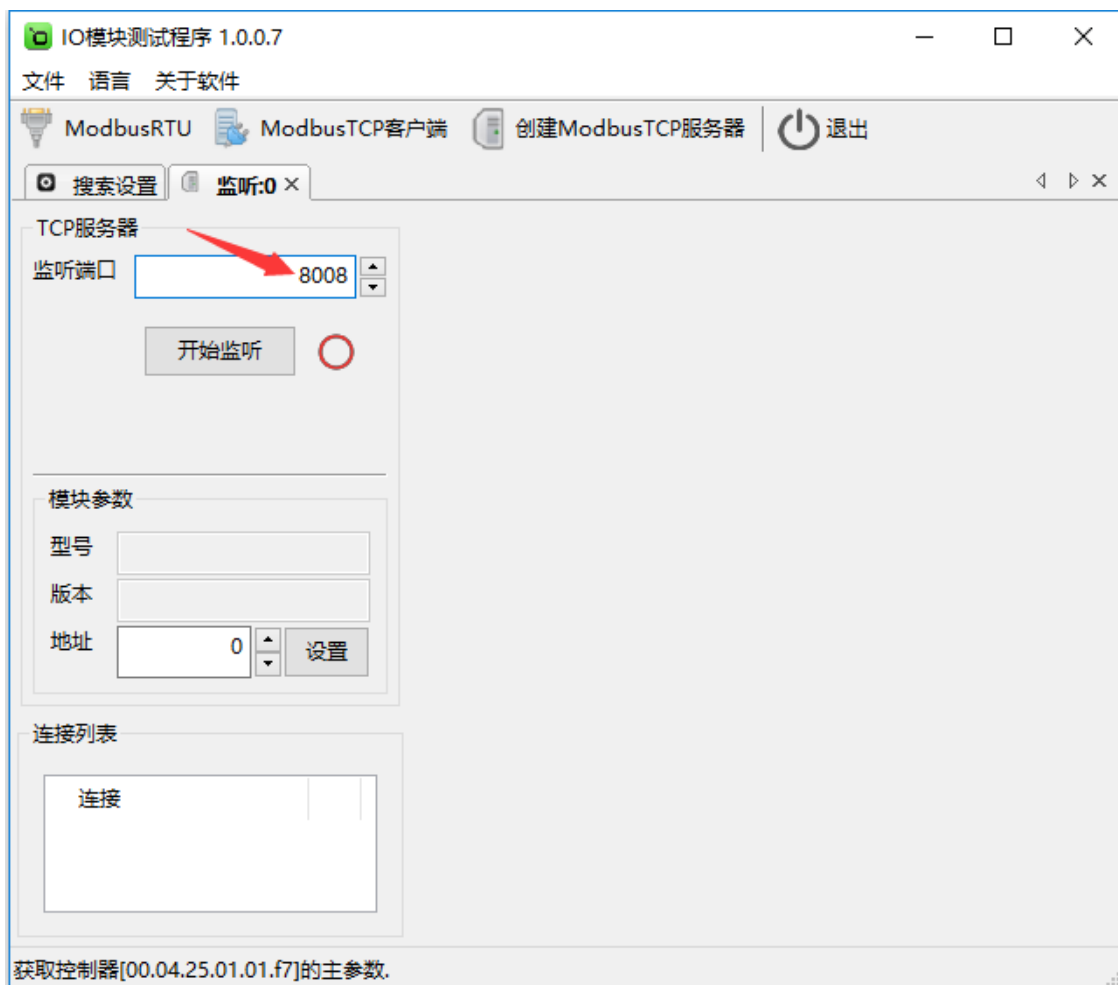 IO模块测试程序 1.0.0.7
文件 语言 关于软件
ModbusRTU ModbusTCP客户端 创建ModbusTCP服务器 退出
搜索设置 监听:0
TCP服务器
监听端口 8008
开始监听
模块参数
型号
版本
地址 0 设置
连接列表
连接
获取控制器[00.04.25.01.01.f7]的主参数.